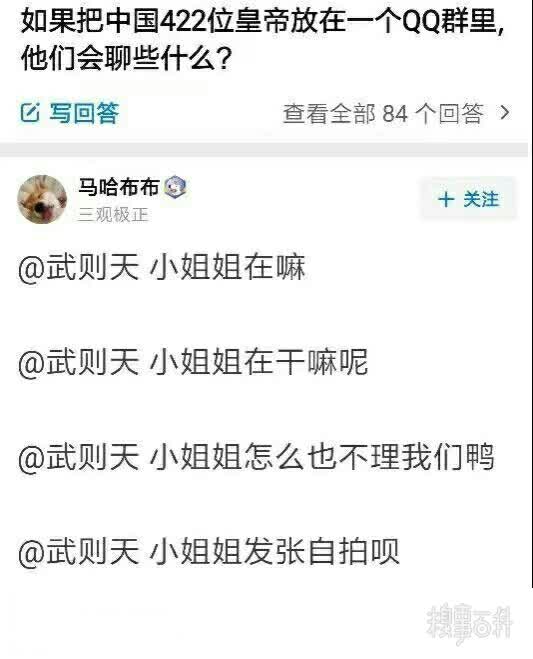 如果把中国422位皇帝放在一个QQ群里,
他们会聊些什么?
写回答
查看全部 84 个回答
马哈布布
三观极正
+ 关注
@武则天 小姐姐在嘛
@武则天 小姐姐在干嘛呢
@武则天 小姐姐怎么也不理我们鸭
@武则天 小姐姐发张自拍呗
搜事百科